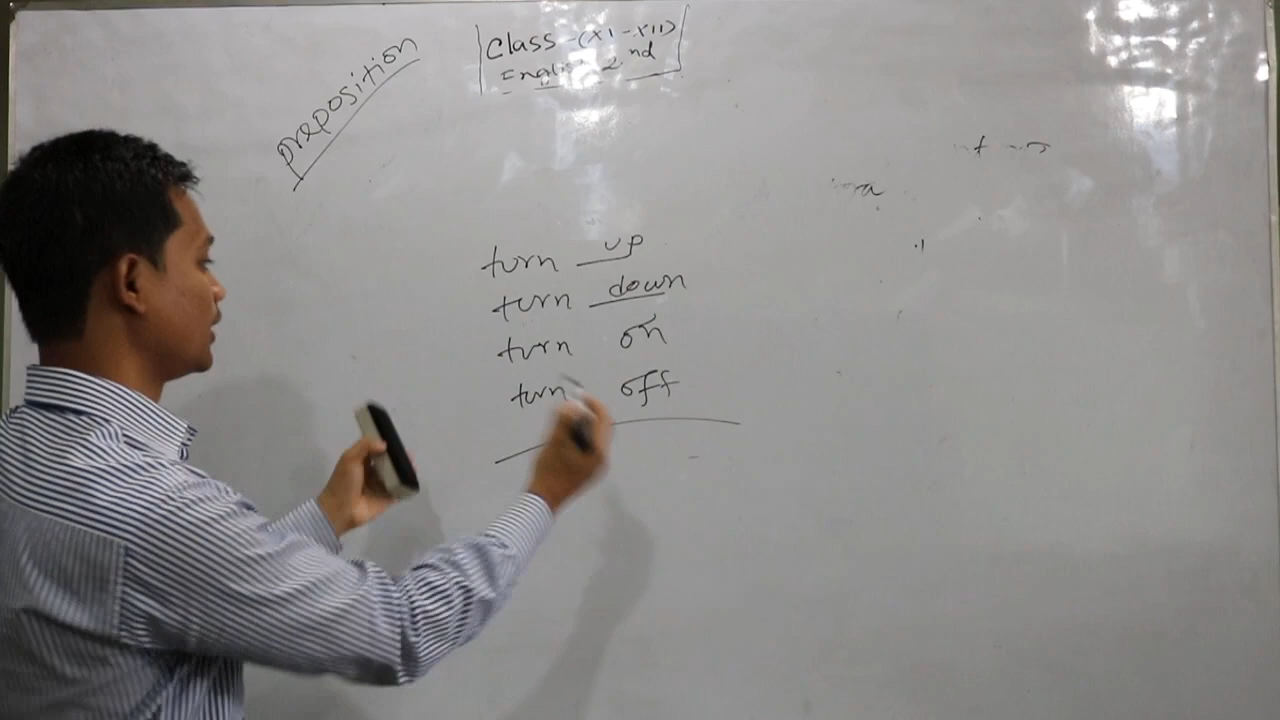 preposition
Class -(XI-XII)
English 2nd
turn up
turn down
turn on
turn off